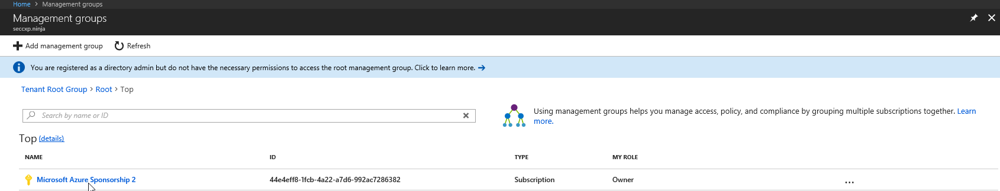 Home > Management groups
Management groups
seccxp.ninja
Add management group Refresh
You are registered as a directory admin but do not have the necessary permissions to access the root management group. Click to learn more.
Tenant Root Group > Root > Top
Search by name or ID
Using management groups helps you manage access, policy, and compliance by grouping multiple subscriptions together. Learn
more.
Top (details)
NAME ID TYPE MY ROLE
Microsoft Azure Sponsorship 2 44e4eff8-1fcb-4a22-a7d6-992ac7286382 Subscription Owner ...